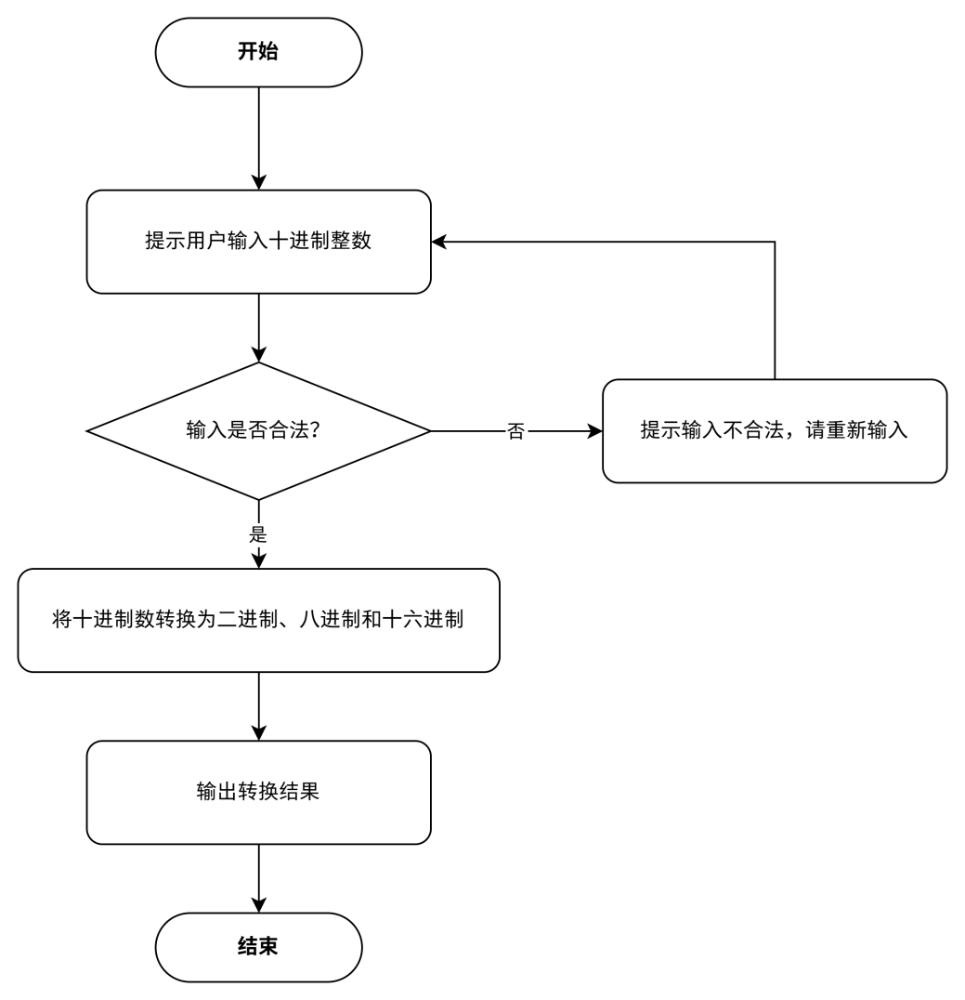 开始
提示用户输入十进制整数
输入是否合法？
否
提示输入不合法，请重新输入
是
将十进制数转换为二进制、八进制和十六进制
输出转换结果
结束